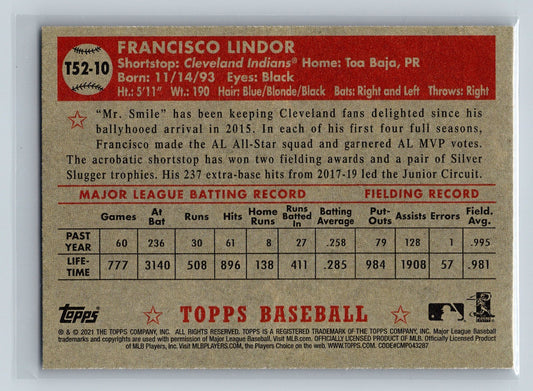 T52-10
FRANCISCO LINDOR
Shortstop: Cleveland Indians® Home: Toa Baja, PR
Born: 11/14/93 Eyes: Black
Ht.: 5'11" Wt.: 190 Hair: Blue/Blonde/Black Bats: Right and Left Throws: Right
"Mr. Smile" has been keeping Cleveland fans delighted since his
ballyhooed arrival in 2015. In each of his first four full seasons,
Francisco made the AL All-Star squad and garnered AL MVP votes.
The acrobatic shortstop has won two fielding awards and a pair of Silver
Slugger trophies. His 237 extra-base hits from 2017-19 led the Junior Circuit.
MAJOR LEAGUE BATTING RECORD FIELDING RECORD
Games At Bat Runs Hits Home Runs Runs Batted In Batting Average Put-Outs Assists Errors Field. Avg.
PAST YEAR 60 236 30 61 8 27 .258 79 128 1 .995
LIFE-TIME 777 3140 508 896 138 411 .285 984 1908 57 .981
Topps TOPPS BASEBALL
® & © 2021 THE TOPPS COMPANY, INC. ALL RIGHTS RESERVED. TOPPS IS A REGISTERED TRADEMARK OF THE TOPPS COMPANY, INC. Major League Baseball
trademarks and copyrights are used with permission of Major League Baseball. Visit MLB.com. OFFICIALLY LICENSED PRODUCT OF MLB. Officially Licensed Product
of MLB Players, Inc. Visit MLBPLAYERS.com, the Players Choice on the web. WWW.TOPPS.COM. CODE#CMP043287